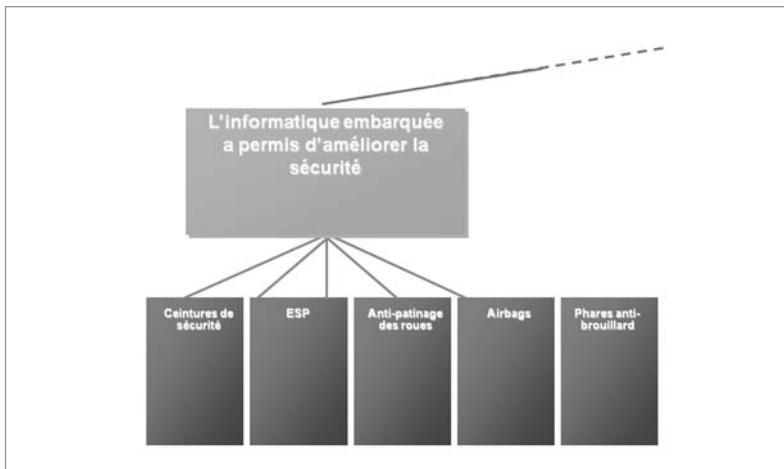 L’informatique embarquée
a permis d’améliorer la
sécurité
Ceintures de
sécurité
ESP
Anti-patinage
des roues
Airbags
Phares anti-
brouillard